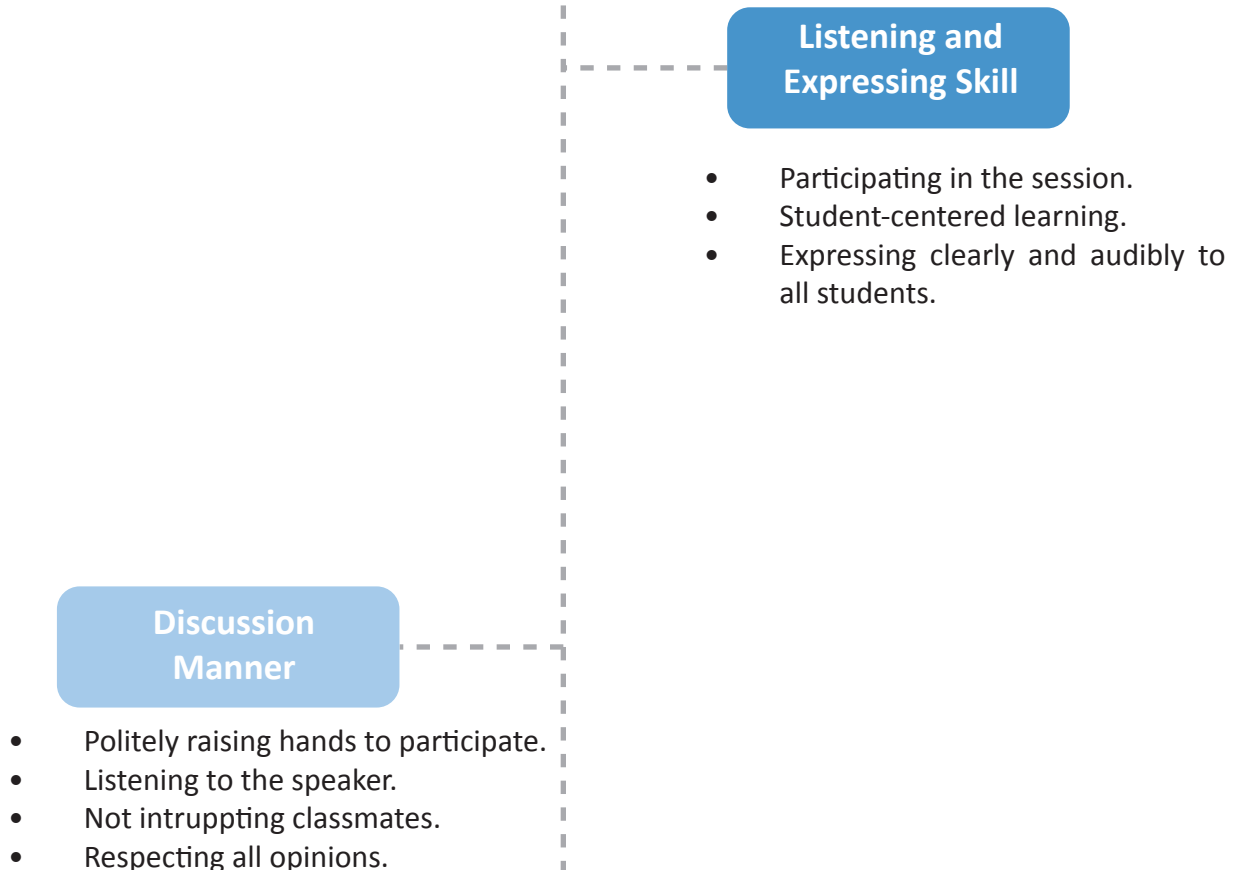 Listening and
Expressing Skill
• Participating in the session.
• Student-centered learning.
• Expressing clearly and audibly to
all students.
Discussion
Manner
• Politely raising hands to participate.
• Listening to the speaker.
• Not intruppting classmates.
• Respecting all opinions.